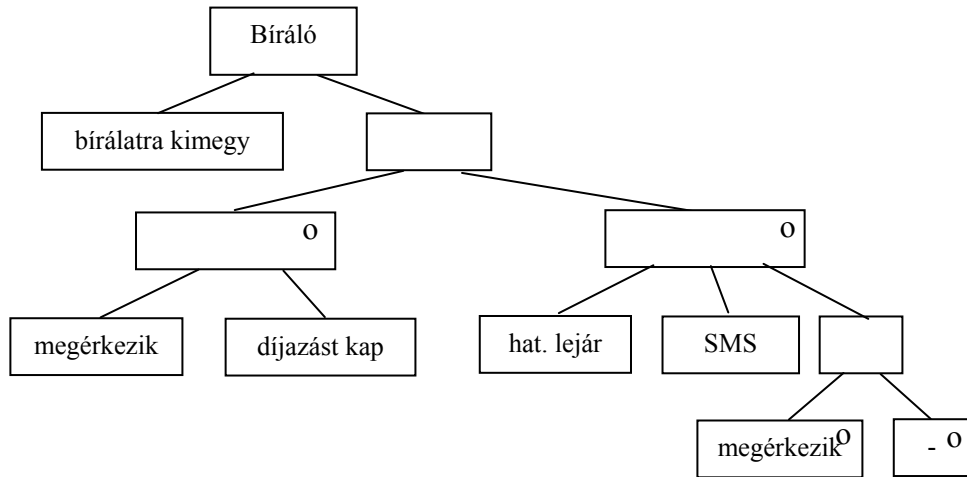 Bíráló
bírálatra kimegy
o
o
megérkezik
díjazást kap
hat. lejár
SMS
megérkezik o
- o